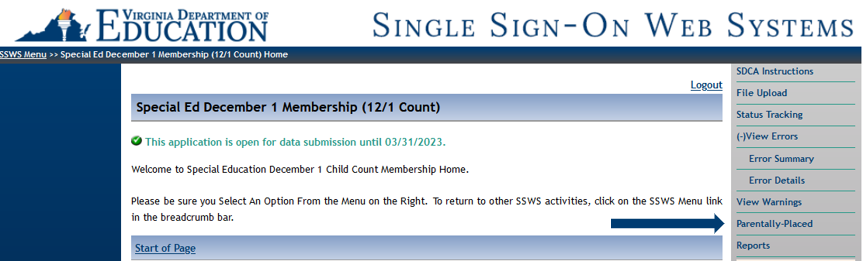 VIRGINIA DEPARTMENT OF
EDUCATION
SINGLE SIGN-ON WEB SYSTEMS
SSWS Menu >> Special Ed December 1 Membership (12/1 Count) Home
Logout
Special Ed December 1 Membership (12/1 Count)
This application is open for data submission until 03/31/2023.
Welcome to Special Education December 1 Child Count Membership Home.
Please be sure you Select An Option From the Menu on the Right. To return to other SSWS activities, click on the SSWS Menu link
in the breadcrumb bar.
Start of Page
SDCA Instructions
File Upload
Status Tracking
(-)View Errors
Error Summary
Error Details
View Warnings
Parentally-Placed
Reports